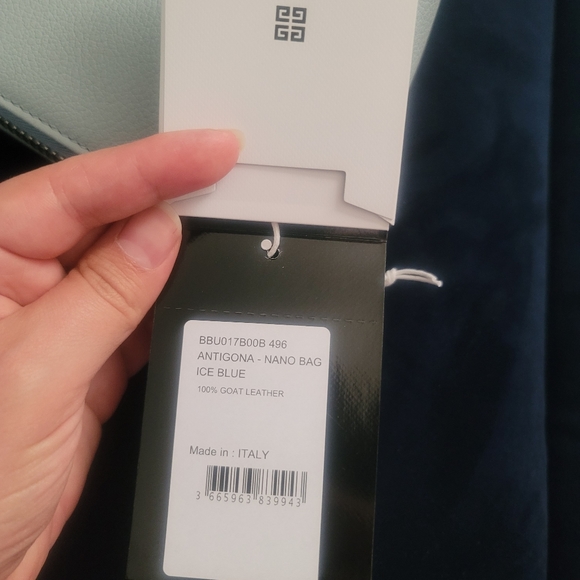 BBU017B00B 496
ANTIGONA - NANO BAG
ICE BLUE
100% GOAT LEATHER
Made in : ITALY
3 665963 839943